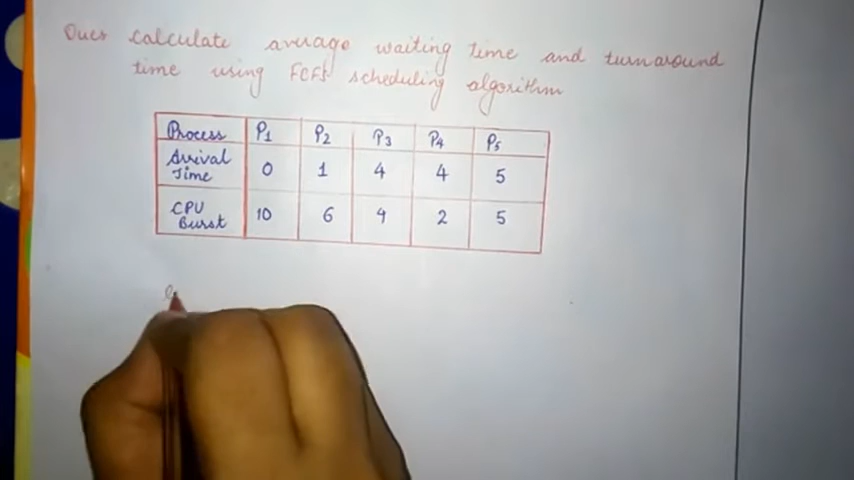 Ques calculate average waiting time and turnaround
time using FCFS scheduling algorithm
Process P1 P2 P3 P4 P5
Arrival Time 0 1 4 4 5
CPU Burst 10 6 9 2 5